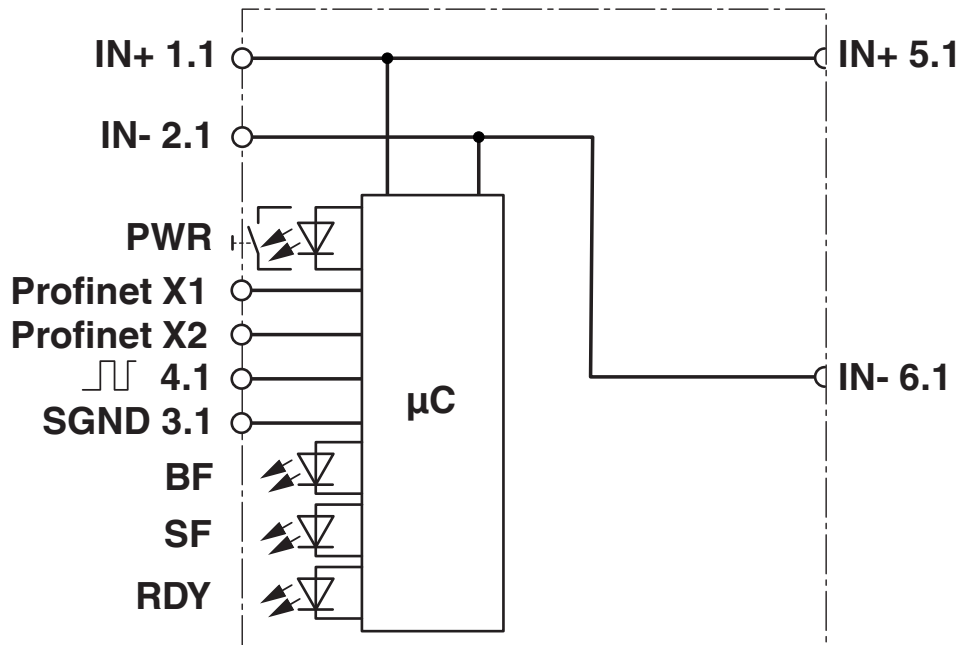 IN+ 1.1
IN+ 5.1
IN- 2.1
PWR
Profinet X1
Profinet X2
4.1
IN- 6.1
µC
SGND 3.1
BF
SF
RDY